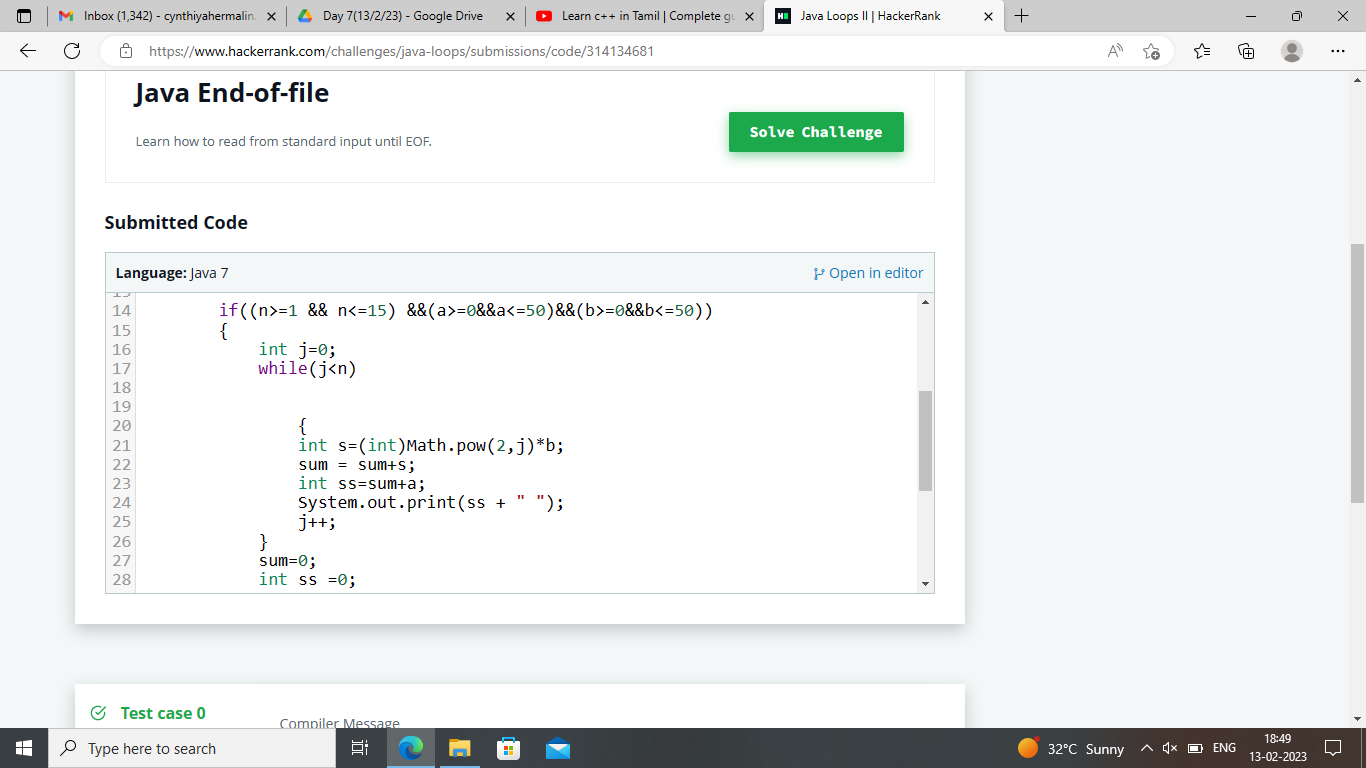 Inbox (1,342) - cynthiyahermalin
Day 7(13/2/23) - Google Drive
Learn c++ in Tamil | Complete gu
Java Loops II | HackerRank
https://www.hackerrank.com/challenges/java-loops/submissions/code/314134681
Java End-of-file
Learn how to read from standard input until EOF.
Solve Challenge
Submitted Code
Language: Java 7
Open in editor
14 if((n>=1 && n<=15) &&(a>=0&&a<=50)&&(b>=0&&b<=50))
15 {
16 int j=0;
17 while(j<n)
18
19
20 {
21 int s=(int)Math.pow(2,j)*b;
22 sum = sum+s;
23 int ss=sum+a;
24 System.out.print(ss + " ");
25 j++;
26 }
27 sum=0;
28 int ss =0;
Test case 0
Compiler Message
Type here to search
32°C Sunny
ENG
18:49
13-02-2023